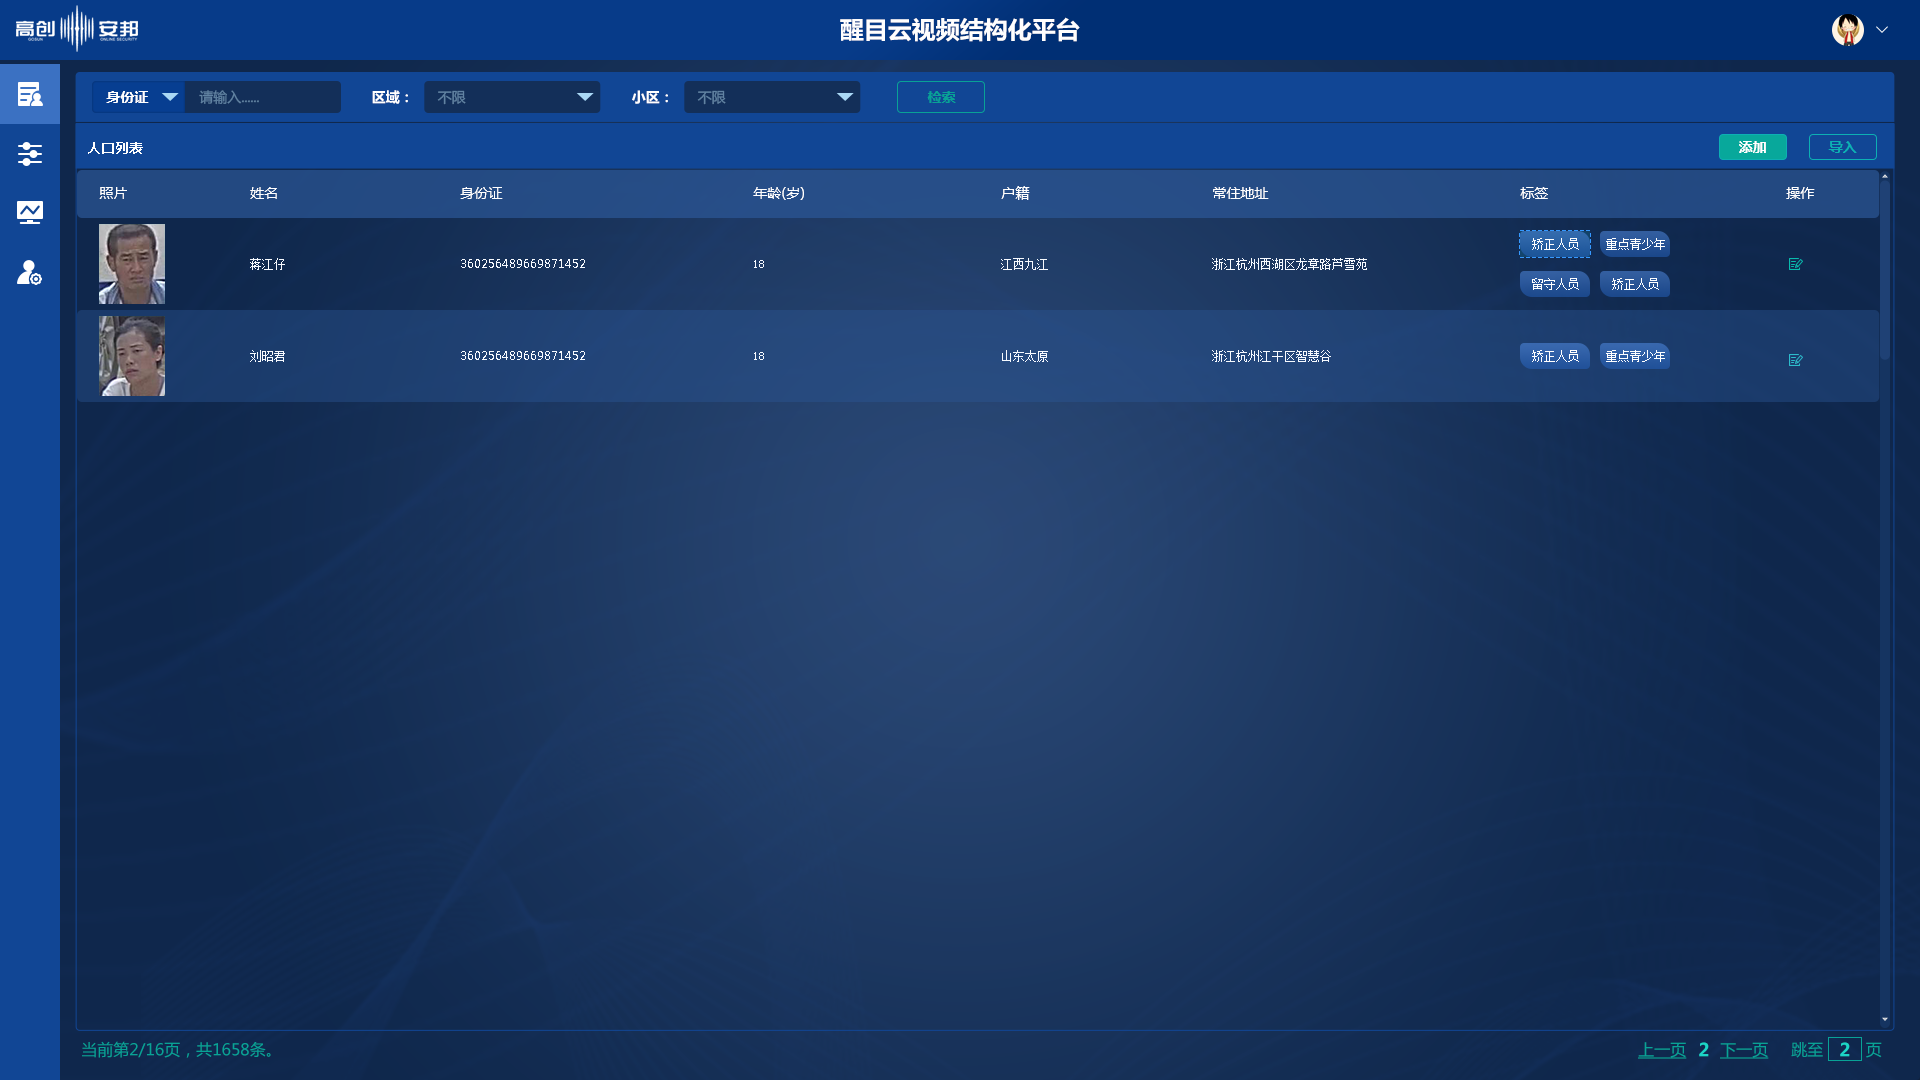 高创 安邦
GOSUN ONLINE SECURITY
醒目云视频结构化平台
身份证 请输入...... 区域： 不限 小区： 不限 检索
人口列表 添加 导入
照片 姓名 身份证 年龄(岁) 户籍 常住地址 标签 操作
蒋江仔 360256489669871452 18 江西九江 浙江杭州西湖区龙章路芦雪苑 矫正人员 重点青少年
留守人员 矫正人员
刘昭君 360256489669871452 18 山东太原 浙江杭州江干区智慧谷 矫正人员 重点青少年
当前第2/16页，共1658条。 上一页 2 下一页 跳至 2 页